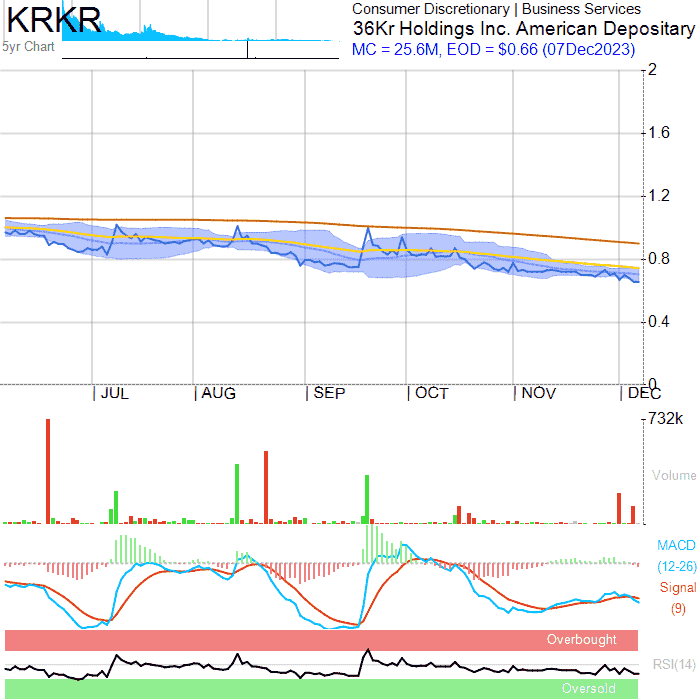 KRKR
5yr Chart
Consumer Discretionary | Business Services
36Kr Holdings Inc. American Depositary
MC = 25.6M, EOD = $0.66 (07Dec2023)
2
1.6
1.2
0.8
0.4
0
JUL AUG SEP OCT NOV DEC
732k
Volume
MACD
(12-26)
Signal
(9)
Overbought
RSI(14)
Oversold